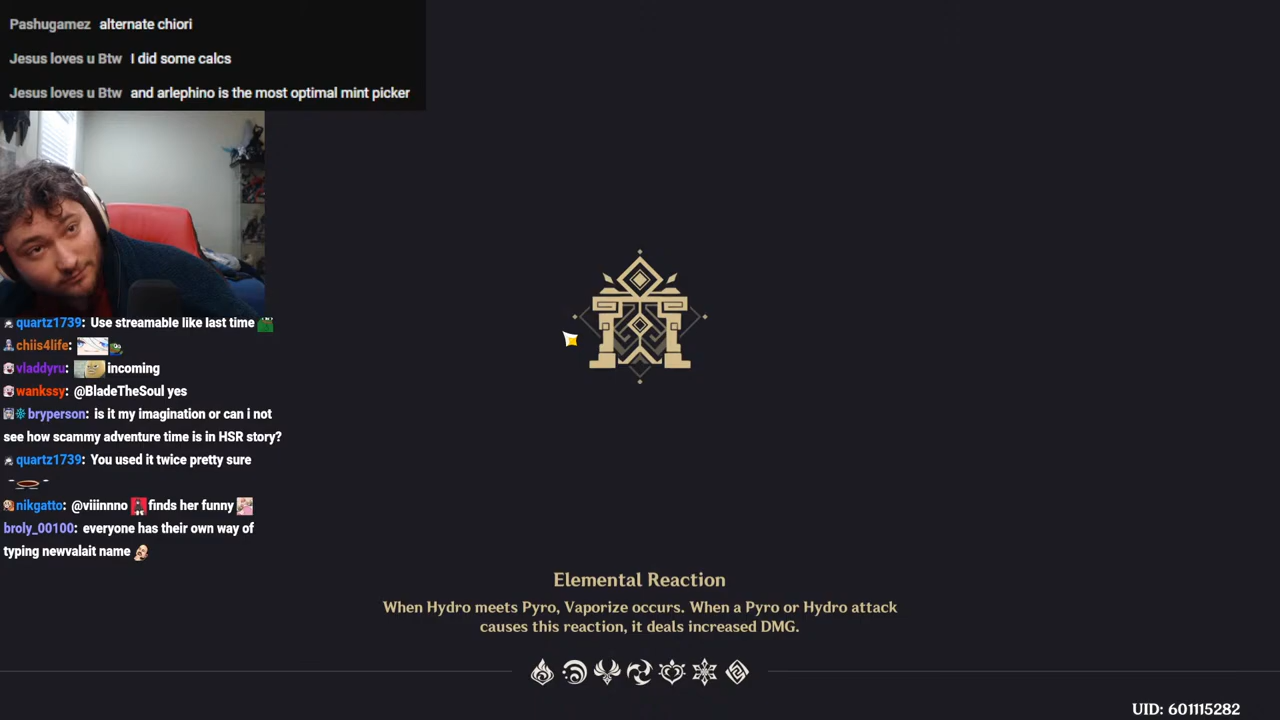 Pashugamez alternate chiori
Jesus loves u Btw I did some calcs
Jesus loves u Btw and arlephino is the most optimal mint picker
quartz1739: Use streamable like last time
chiis4life:
vladdyru: incoming
wankssy: @BladeTheSoul yes
bryperson: is it my imagination or can i not
see how scammy adventure time is in HSR story?
quartz1739: You used it twice pretty sure
nikgatto: @viiinnno finds her funny
broly_00100: everyone has their own way of
typing newvalait name
Elemental Reaction
When Hydro meets Pyro, Vaporize occurs. When a Pyro or Hydro attack
causes this reaction, it deals increased DMG.
UID: 601115282